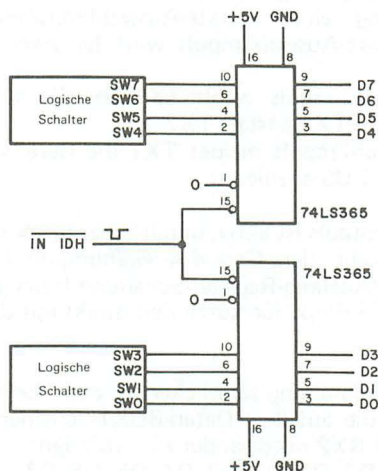 +5V GND
16 8
SW7 10 9 D7
Logische SW6 6 7 D6
Schalter SW5 4 5 D5
SW4 2 3 D4
0 1
15
74LS365
IN IDH
74LS365
15
0 1
SW3 10 9 D3
Logische SW2 6 7 D2
Schalter SW1 4 5 D1
SW0 2 3 D0
16 8
+5V GND